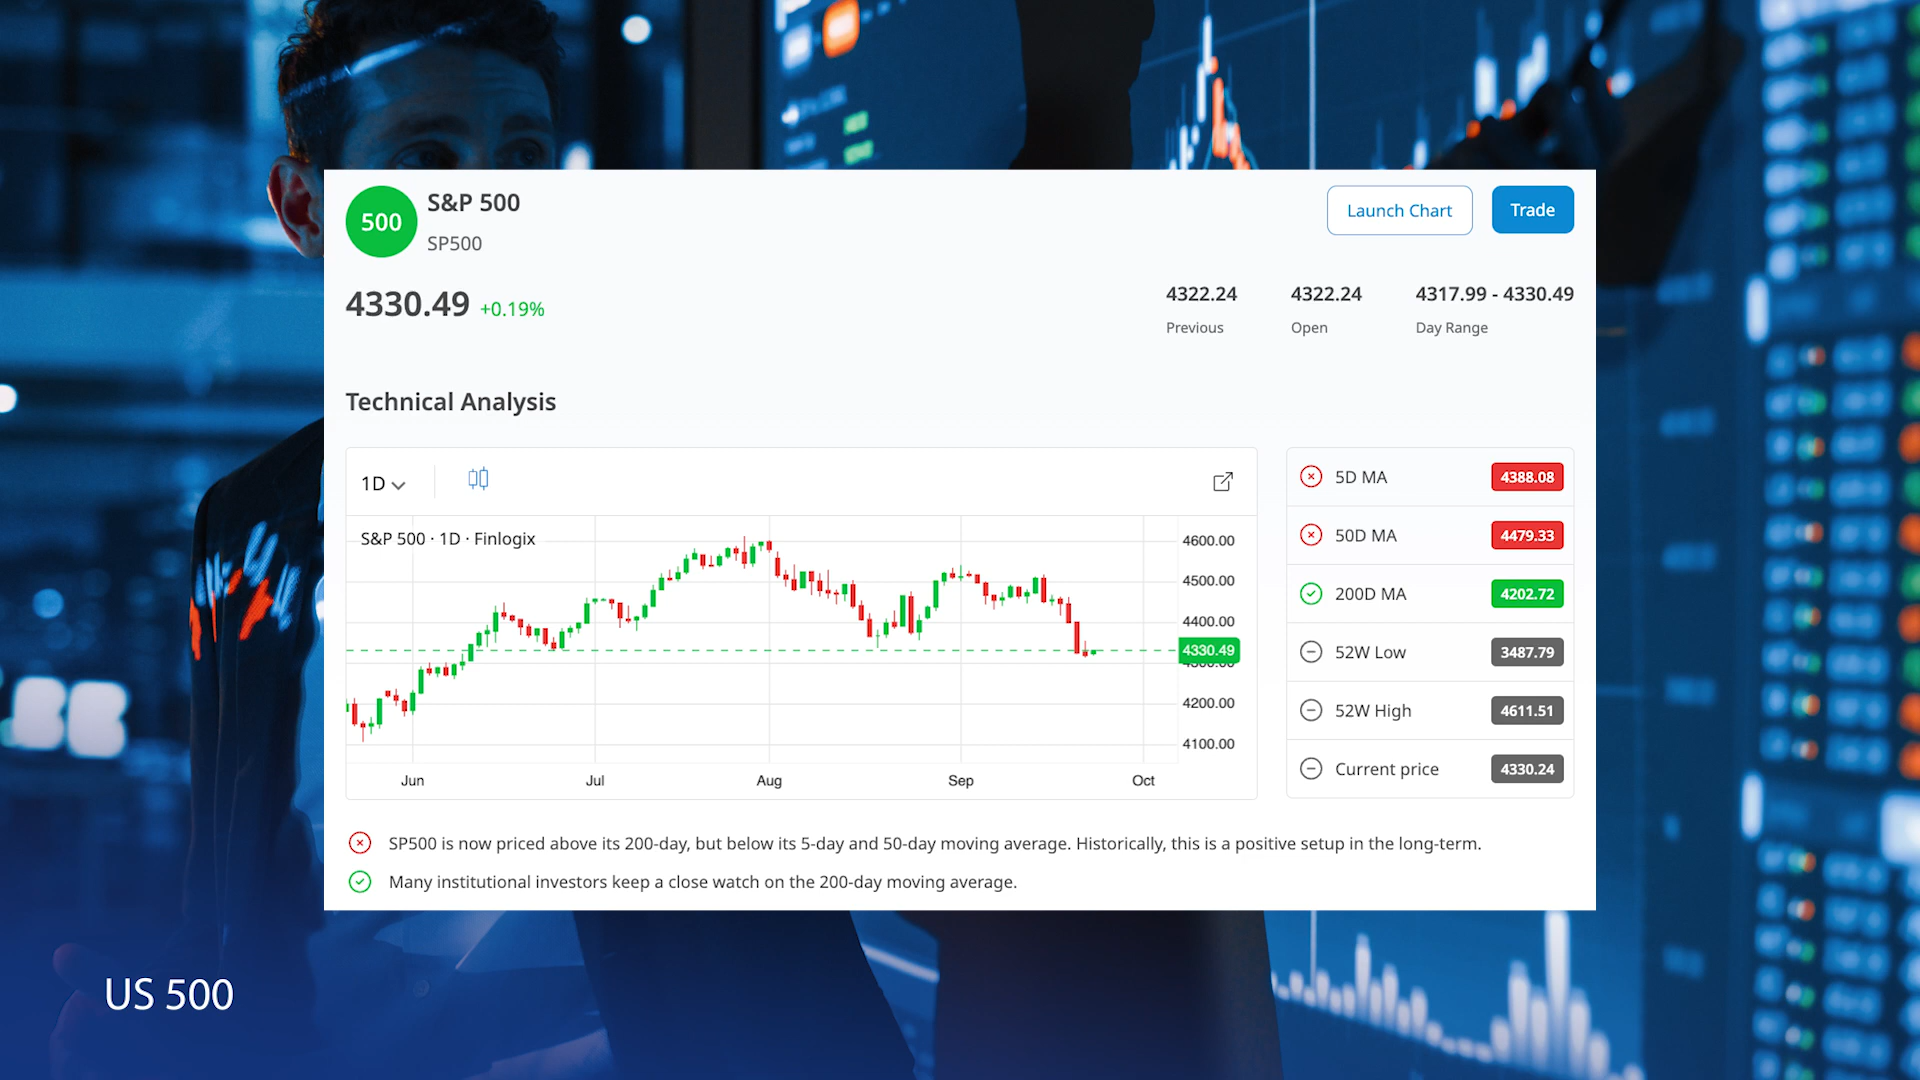 500
S&P 500
SP500
Launch Chart
Trade
4330.49 +0.19%
4322.24
Previous
4322.24
Open
4317.99 - 4330.49
Day Range
Technical Analysis
1D
S&P 500 · 1D · Finlogix
4600.00
4500.00
4400.00
4330.49
4300.00
4200.00
4100.00
Jun Jul Aug Sep Oct
5D MA 4388.08
50D MA 4479.33
200D MA 4202.72
52W Low 3487.79
52W High 4611.51
Current price 4330.24
SP500 is now priced above its 200-day, but below its 5-day and 50-day moving average. Historically, this is a positive setup in the long-term.
Many institutional investors keep a close watch on the 200-day moving average.
US 500